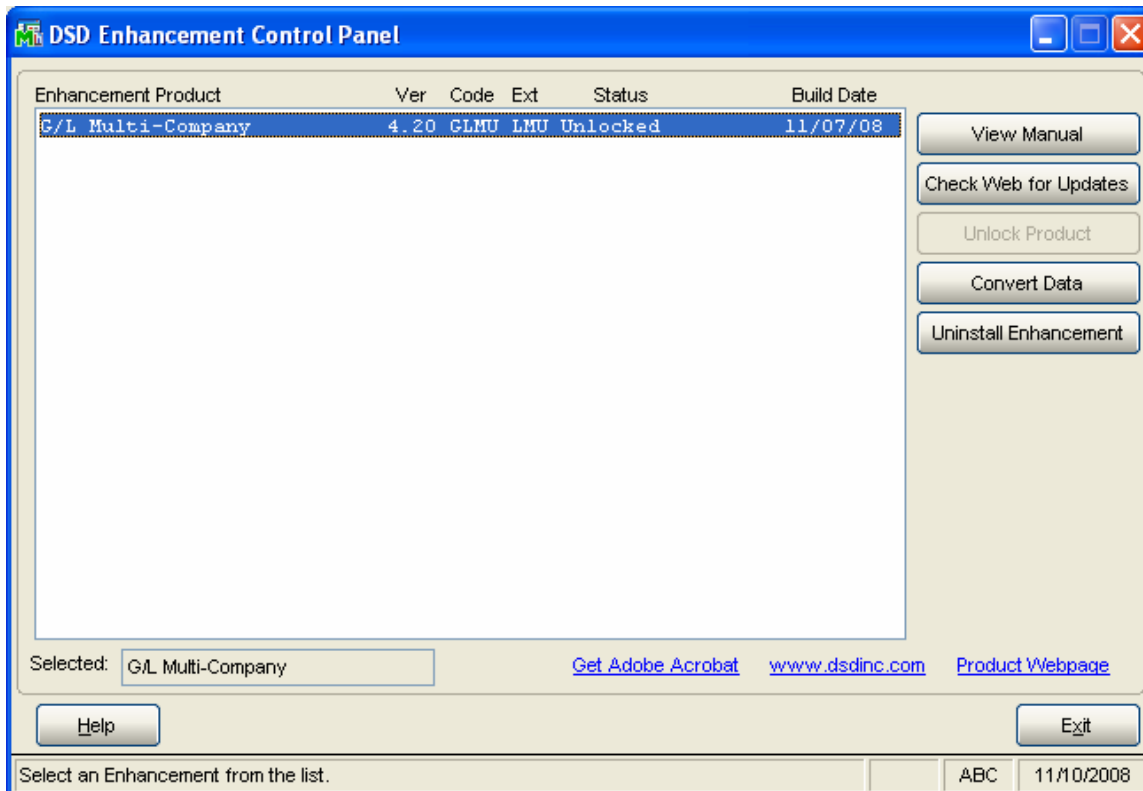 DSD Enhancement Control Panel
Enhancement Product Ver Code Ext Status Build Date
G/L Multi-Company 4.20 GLMU LMU Unlocked 11/07/08
View Manual
Check Web for Updates
Unlock Product
Convert Data
Uninstall Enhancement
Selected: G/L Multi-Company Get Adobe Acrobat www.dsdinc.com Product Webpage
Help Exit
Select an Enhancement from the list. ABC 11/10/2008